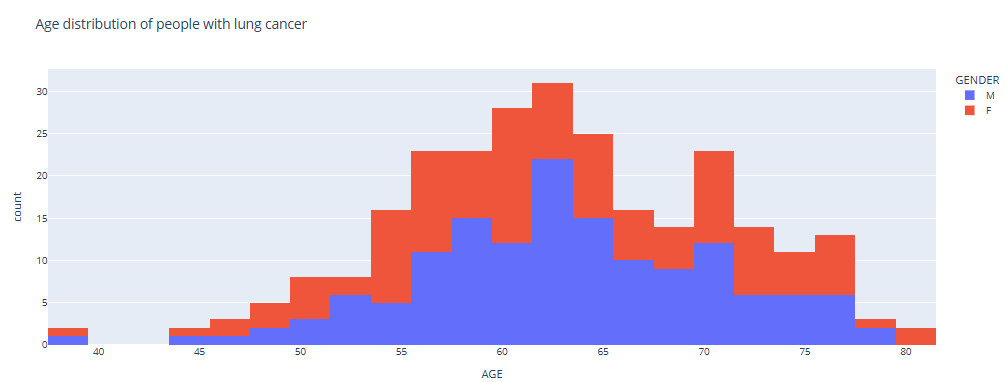 Age distribution of people with lung cancer
GENDER
M
F
30
25
20
15
10
5
0
count
40 45 50 55 60 65 70 75 80
AGE